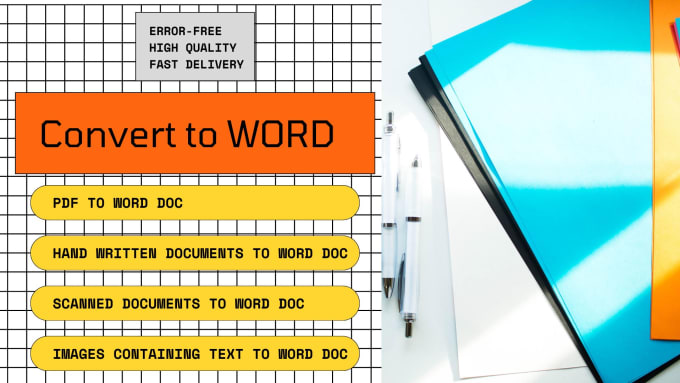 ERROR-FREE
HIGH QUALITY
FAST DELIVERY
Convert to WORD
PDF TO WORD DOC
HAND WRITTEN DOCUMENTS TO WORD DOC
SCANNED DOCUMENTS TO WORD DOC
IMAGES CONTAINING TEXT TO WORD DOC